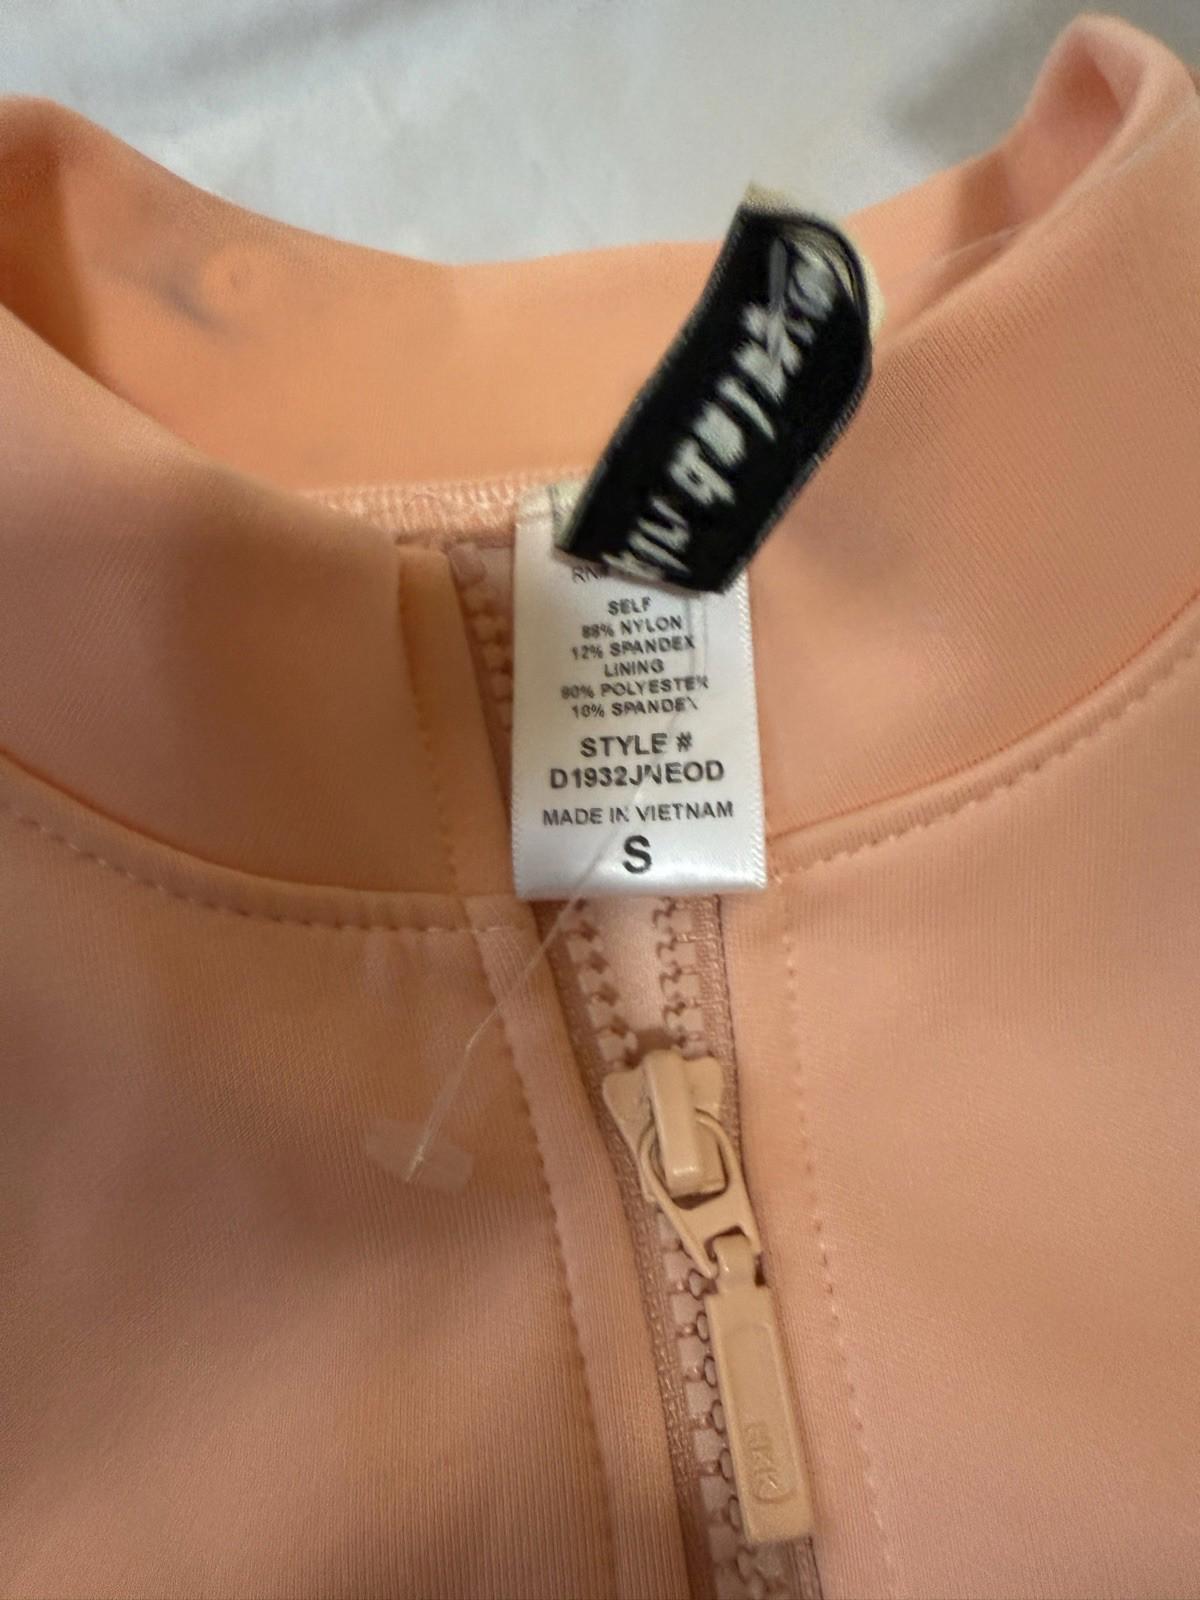 SELF
88% NYLON
12% SPANDEX
LINING
90% POLYESTER
10% SPANDEX
STYLE #
D1932JNEOD
MADE IN VIETNAM
S